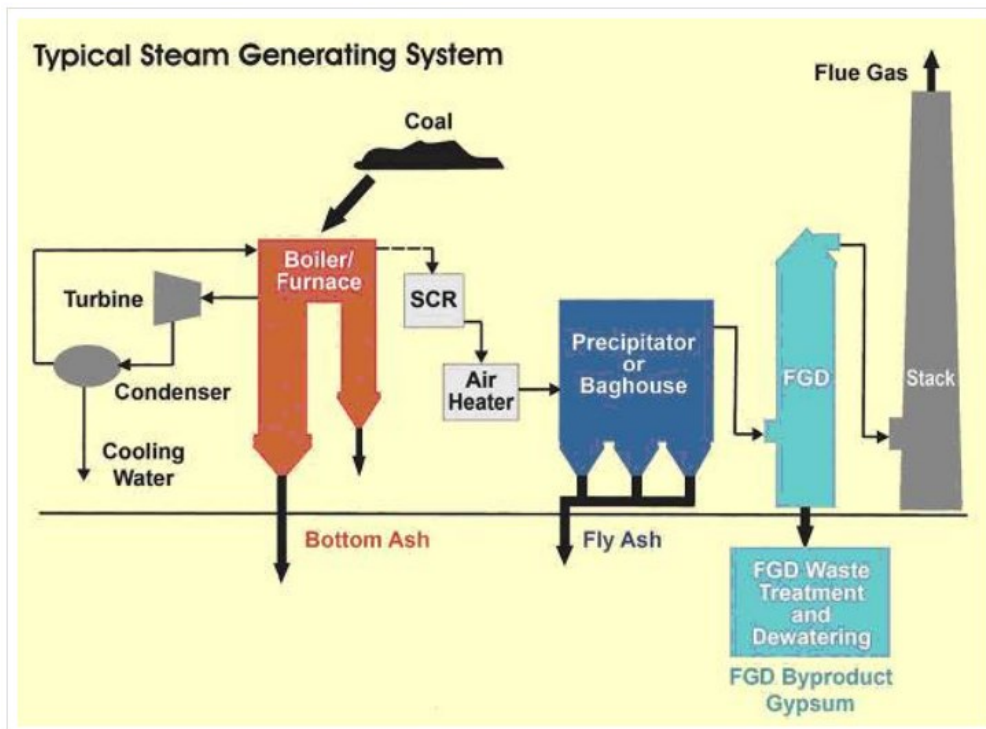 Typical Steam Generating System
Flue Gas
Coal
Boiler/
Furnace
Turbine
SCR
Condenser
Air
Heater
Precipitator
or
Baghouse
FGD
Stack
Cooling
Water
Bottom Ash
Fly Ash
FGD Waste
Treatment
and
Dewatering
FGD Byproduct
Gypsum